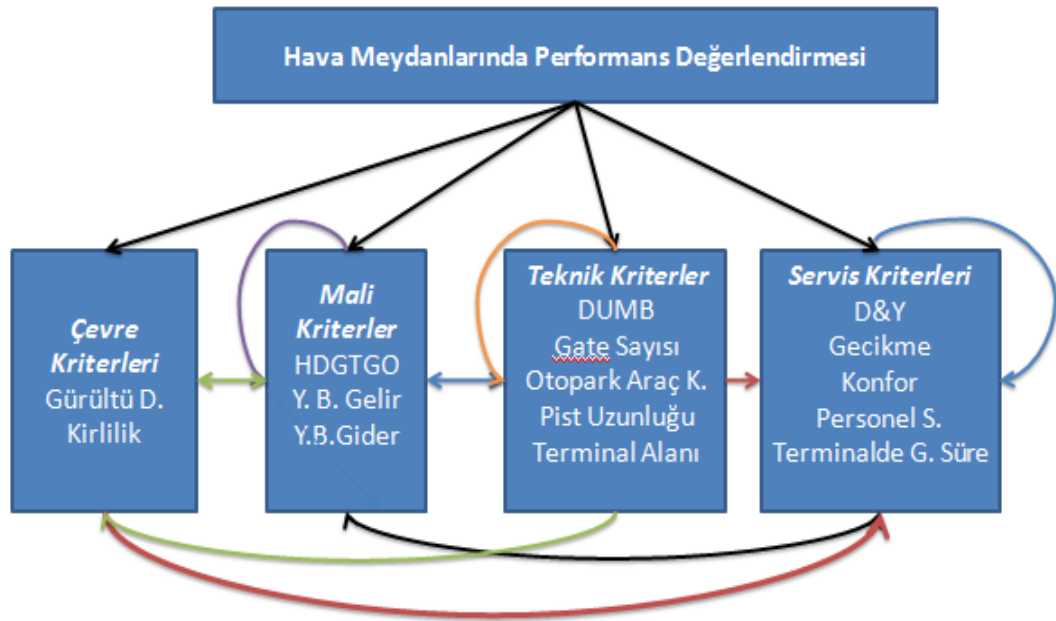 Hava Meydanlarında Performans Değerlendirmesi
Çevre
Kriterleri
Gürültü D.
Kirlilik
Mali
Kriterler
HDGTGO
Y. B. Gelir
Y.B.Gider
Teknik Kriterler
DUMB
Gate Sayısı
Otopark Araç K.
Pist Uzunluğu
Terminal Alanı
Servis Kriterleri
D&Y
Gecikme
Konfor
Personel S.
Terminalde G. Süre